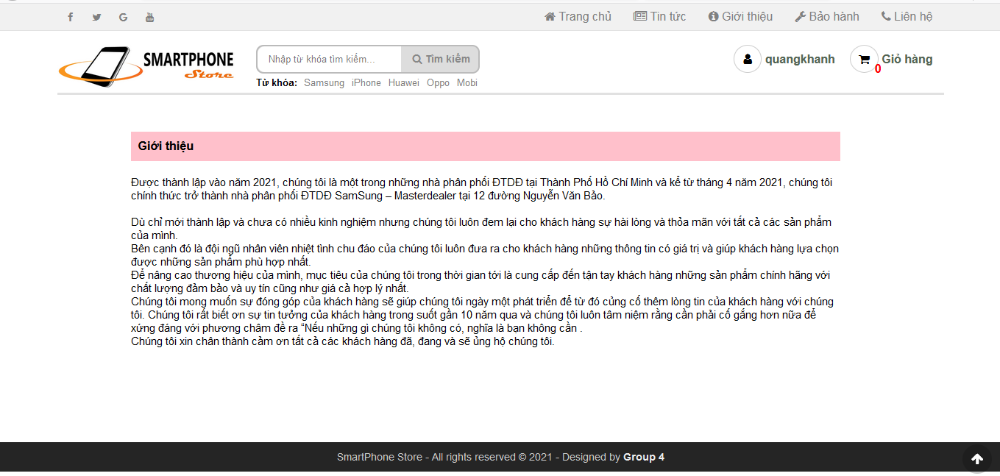 Trang chủ Tin tức Giới thiệu Bảo hành Liên hệ
SMARTPHONE
Store
Nhập từ khóa tìm kiếm... Tìm kiếm
Từ khóa: Samsung iPhone Huawei Oppo Mobi
quangkhanh
0
Giỏ hàng
Giới thiệu
Được thành lập vào năm 2021, chúng tôi là một trong những nhà phân phối ĐTDĐ tại Thành Phố Hồ Chí Minh và kể từ tháng 4 năm 2021, chúng tôi
chính thức trở thành nhà phân phối ĐTDĐ SamSung – Masterdealer tại 12 đường Nguyễn Văn Bảo.
Dù chỉ mới thành lập và chưa có nhiều kinh nghiệm nhưng chúng tôi luôn đem lại cho khách hàng sự hài lòng và thỏa mãn với tất cả các sản phẩm
của mình.
Bên cạnh đó là đội ngũ nhân viên nhiệt tình chu đáo của chúng tôi luôn đưa ra cho khách hàng những thông tin có giá trị và giúp khách hàng lựa chọn
được những sản phẩm phù hợp nhất.
Để nâng cao thương hiệu của mình, mục tiêu của chúng tôi trong thời gian tới là cung cấp đến tận tay khách hàng những sản phẩm chính hãng với
chất lượng đảm bảo và uy tín cũng như giá cả hợp lý nhất.
Chúng tôi mong muốn sự đóng góp của khách hàng sẽ giúp chúng tôi ngày một phát triển để từ đó củng cố thêm lòng tin của khách hàng với chúng
tôi. Chúng tôi rất biết ơn sự tin tưởng của khách hàng trong suốt gần 10 năm qua và chúng tôi luôn tâm niệm rằng cần phải cố gắng hơn nữa để
xứng đáng với phương châm đề ra “Nếu những gì chúng tôi không có, nghĩa là bạn không cần .
Chúng tôi xin chân thành cảm ơn tất cả các khách hàng đã, đang và sẽ ủng hộ chúng tôi.
SmartPhone Store - All rights reserved © 2021 - Designed by Group 4